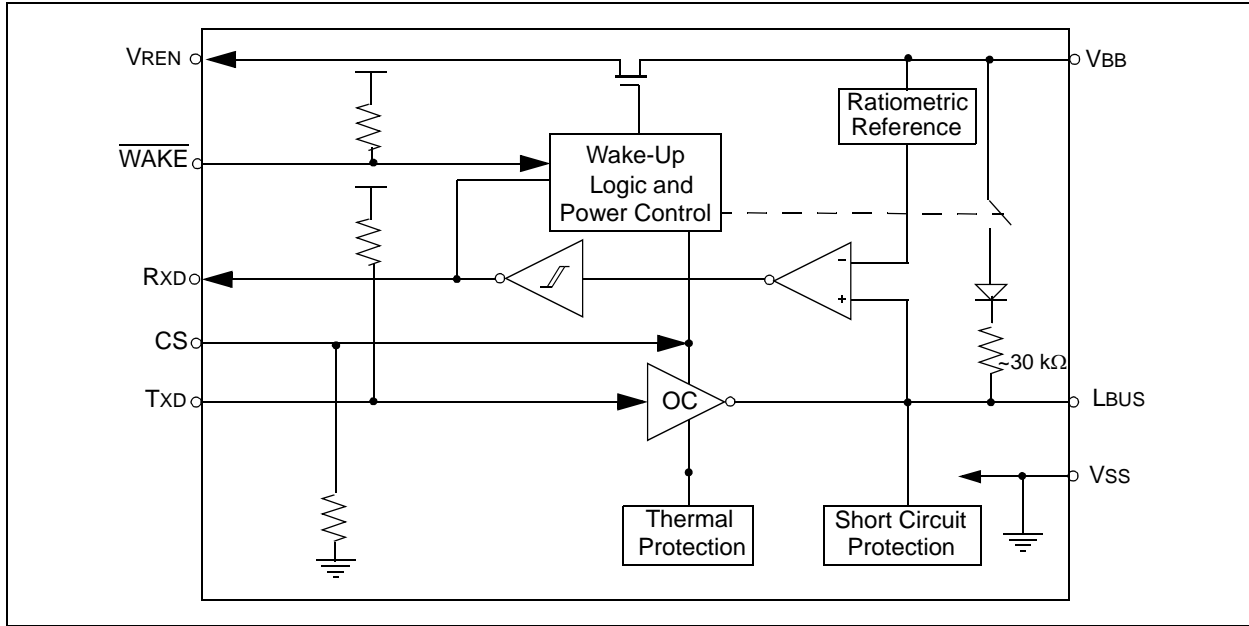 VREN
VBB
Ratiometric
Reference
WAKE
Wake-Up
Logic and
Power Control
RXD
–
+
CS
~30 kΩ
TXD
OC
LBUS
VSS
Thermal
Protection
Short Circuit
Protection